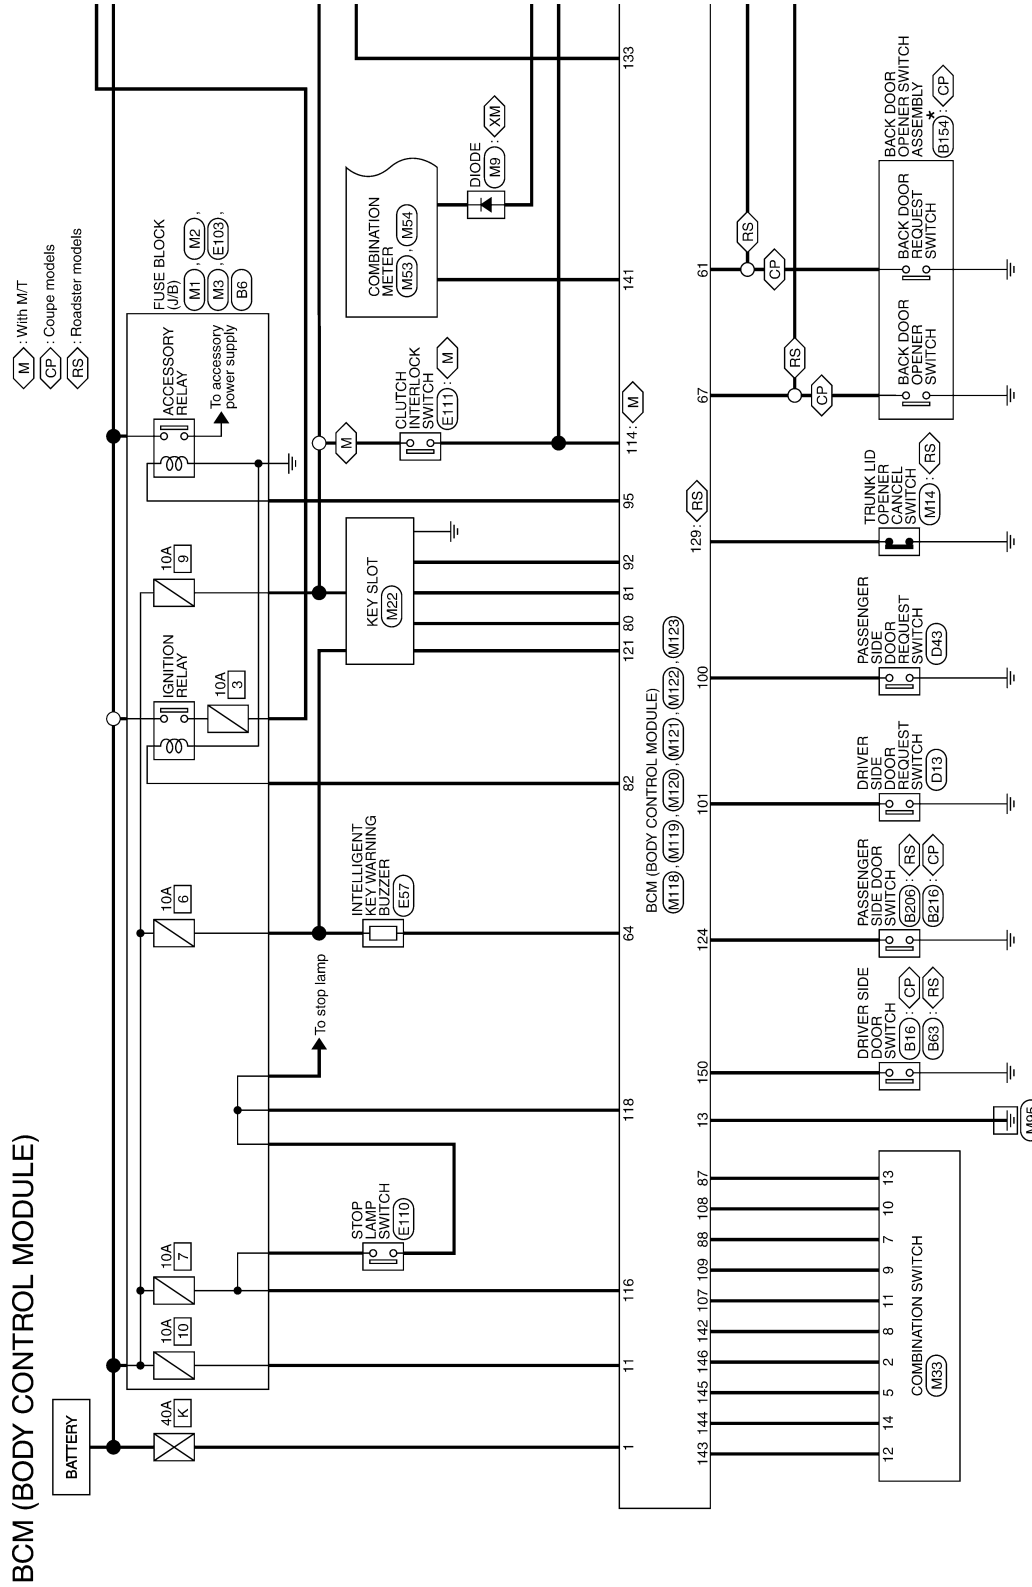 BCM (BODY CONTROL MODULE)
M : With M/T
CP : Coupe models
RS : Roadster models
BATTERY
40A
K
10A
10
10A
7
10A
6
IGNITION
RELAY
10A
3
10A
9
ACCESSORY
RELAY
To accessory
power supply
FUSE BLOCK
(J/B)
M1 , M2 ,
M3 , E103 ,
B6
STOP
LAMP
SWITCH
E110
To stop lamp
INTELLIGENT
KEY WARNING
BUZZER
E57
KEY SLOT
M22
M
CLUTCH
INTERLOCK
SWITCH
E111 : M
COMBINATION
METER
M53 , M54
DIODE
M9 : XM
1
11
116
118
64
82
121
80
81
92
95
114: M
141
133
BCM (BODY CONTROL MODULE)
M118 , M119 , M120 , M121 , M122 , M123
143
144
145
146
142
107
109
88
108
87
13
150
124
101
100
129: RS
67
61
12
14
5
2
8
11
9
7
10
13
COMBINATION SWITCH
M33
M95
DRIVER SIDE
DOOR
SWITCH
B16 : CP
B63 : RS
PASSENGER
SIDE DOOR
SWITCH
B206 : RS
B216 : CP
DRIVER
SIDE
DOOR
REQUEST
SWITCH
D13
PASSENGER
SIDE
DOOR
REQUEST
SWITCH
D43
TRUNK LID
OPENER
CANCEL
SWITCH
M14 : RS
RS
CP
RS
CP
BACK DOOR
OPENER
SWITCH
BACK DOOR
REQUEST
SWITCH
BACK DOOR
OPENER SWITCH
ASSEMBLY
B154 * : CP